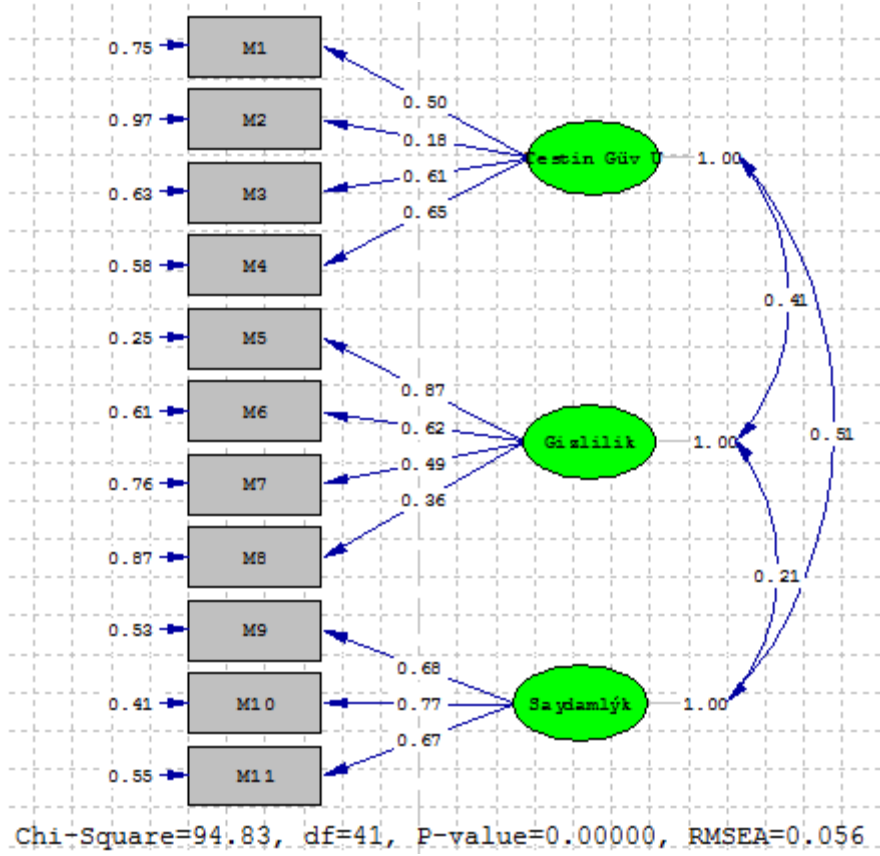 0.75 M1
0.50
0.97 M2
0.18
Testin Güv U 1.00
0.61
0.63 M3
0.65
0.58 M4
0.41
0.25 M5
0.87
0.61 M6
0.62
Gizlilik 1.00
0.51
0.49
0.76 M7
0.36
0.87 M8
0.21
0.53 M9
0.68
0.41 M10
0.77
Saydamlýk 1.00
0.67
0.55 M11
Chi-Square=94.83, df=41, P-value=0.00000, RMSEA=0.056